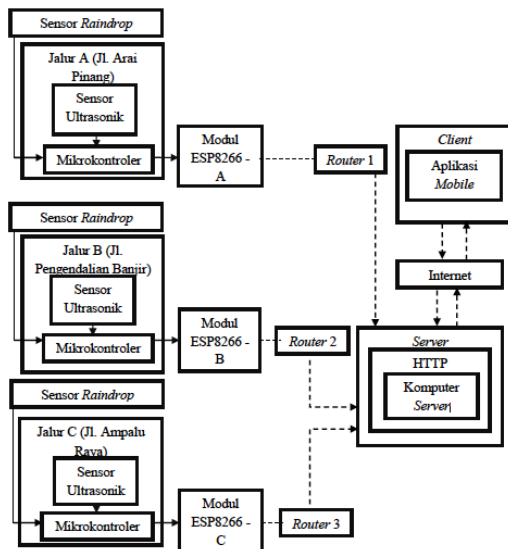 Sensor Raindrop
Jalur A (Jl. Arai
Pinang)
Sensor
Ultrasonik
Mikrokontroler
Modul
ESP8266 -
A
Router 1
Client
Aplikasi
Mobile
Internet
Sensor Raindrop
Jalur B (Jl.
Pengendalian Banjir)
Sensor
Ultrasonik
Mikrokontroler
Modul
ESP8266 -
B
Router 2
Server
HTTP
Komputer
Server
Sensor Raindrop
Jalur C (Jl. Ampalu
Raya)
Sensor
Ultrasonik
Mikrokontroler
Modul
ESP8266 -
C
Router 3